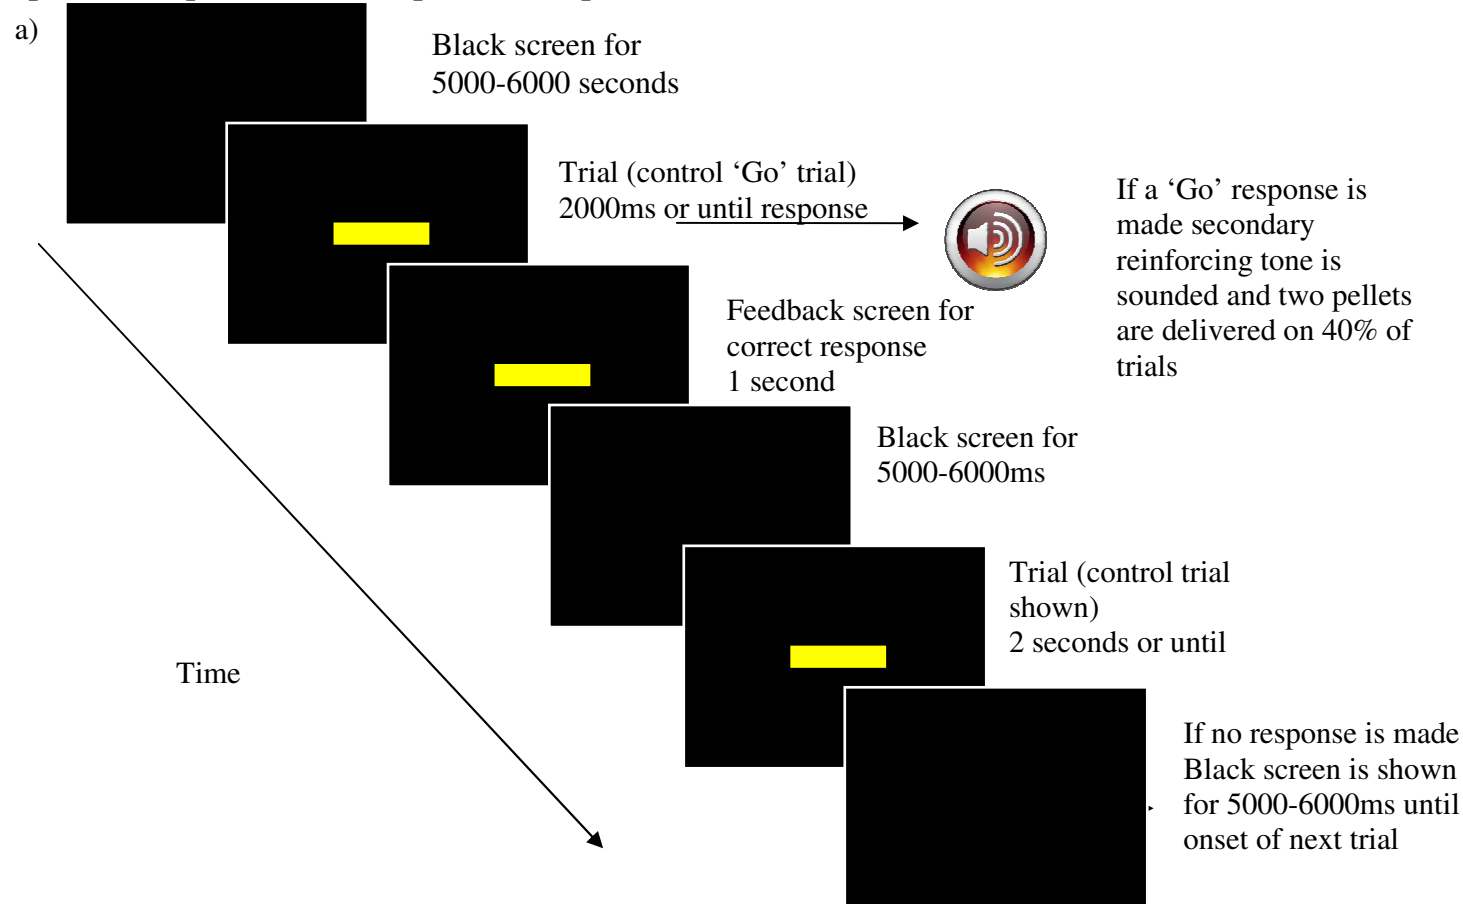 a)
Black screen for
5000-6000 seconds
Trial (control ‘Go’ trial)
2000ms or until response
If a ‘Go’ response is
made secondary
reinforcing tone is
sounded and two pellets
are delivered on 40% of
trials
Feedback screen for
correct response
1 second
Black screen for
5000-6000ms
Trial (control trial
shown)
2 seconds or until
Time
If no response is made
Black screen is shown
for 5000-6000ms until
onset of next trial